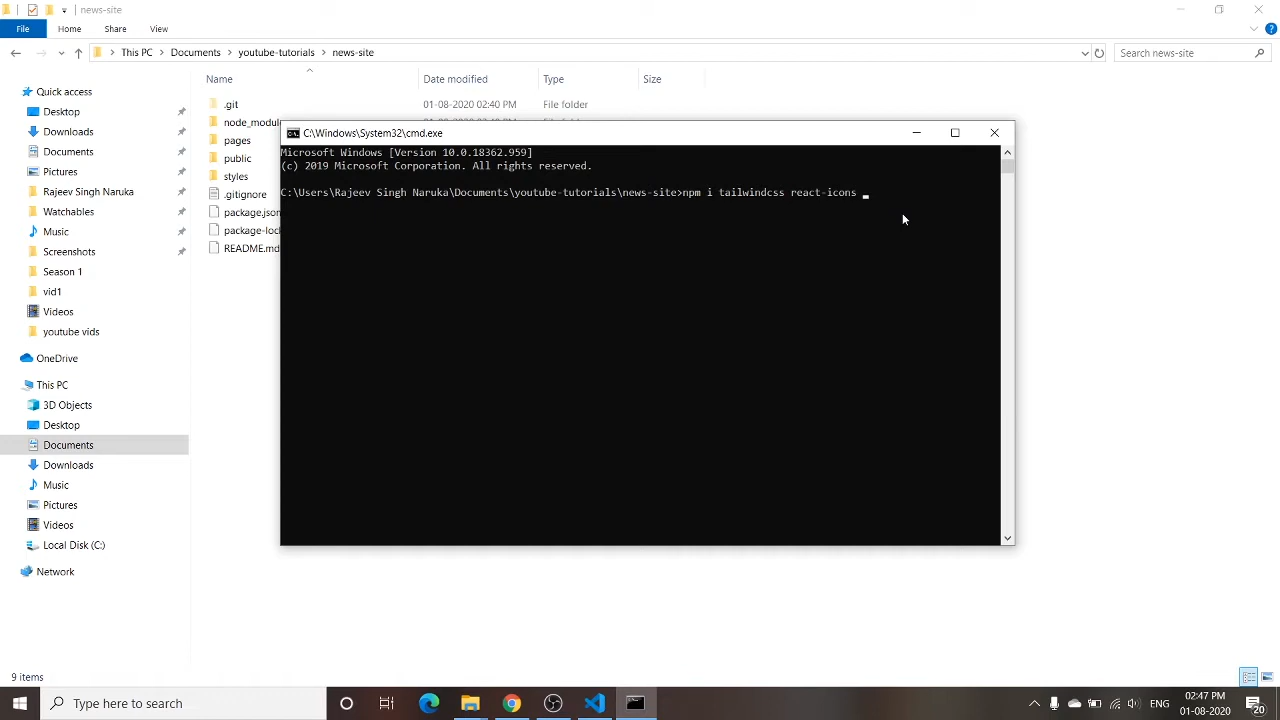 news-site
File
Home
Share
View
This PC
Documents
youtube-tutorials
news-site
Search news-site
Name
Date modified
Type
Size
Quick access
Desktop
Downloads
Documents
Pictures
Rajeev Singh Naruka
Watchables
Music
Screenshots
Season 1
vid1
Videos
youtube vids
OneDrive
This PC
3D Objects
Desktop
Documents
Downloads
Music
Pictures
Videos
Local Disk (C:)
Network
.git
01-08-2020 02:40 PM
File folder
node_modul
pages
public
styles
.gitignore
package.json
package-lock
README.md
C:\Windows\System32\cmd.exe
Microsoft Windows [Version 10.0.18362.959]
(c) 2019 Microsoft Corporation. All rights reserved.
C:\Users\Rajeev Singh Naruka\Documents\youtube-tutorials\news-site>npm i tailwindcss react-icons
9 items
Type here to search
ENG
02:47 PM
01-08-2020
20